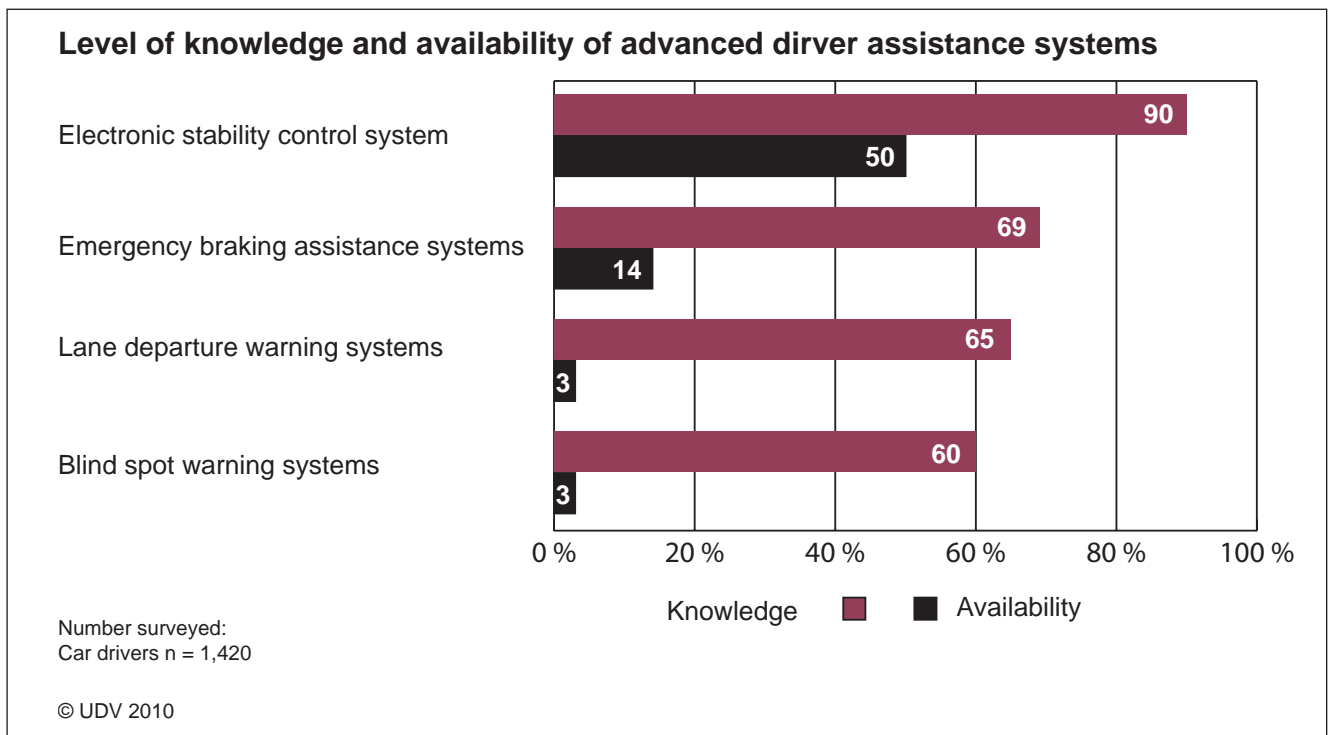 Level of knowledge and availability of advanced dirver assistance systems
Electronic stability control system
90
50
Emergency braking assistance systems
69
14
Lane departure warning systems
65
3
Blind spot warning systems
60
3
0 % 20 % 40 % 60 % 80 % 100 %
Knowledge Availability
Number surveyed:
Car drivers n = 1,420
© UDV 2010